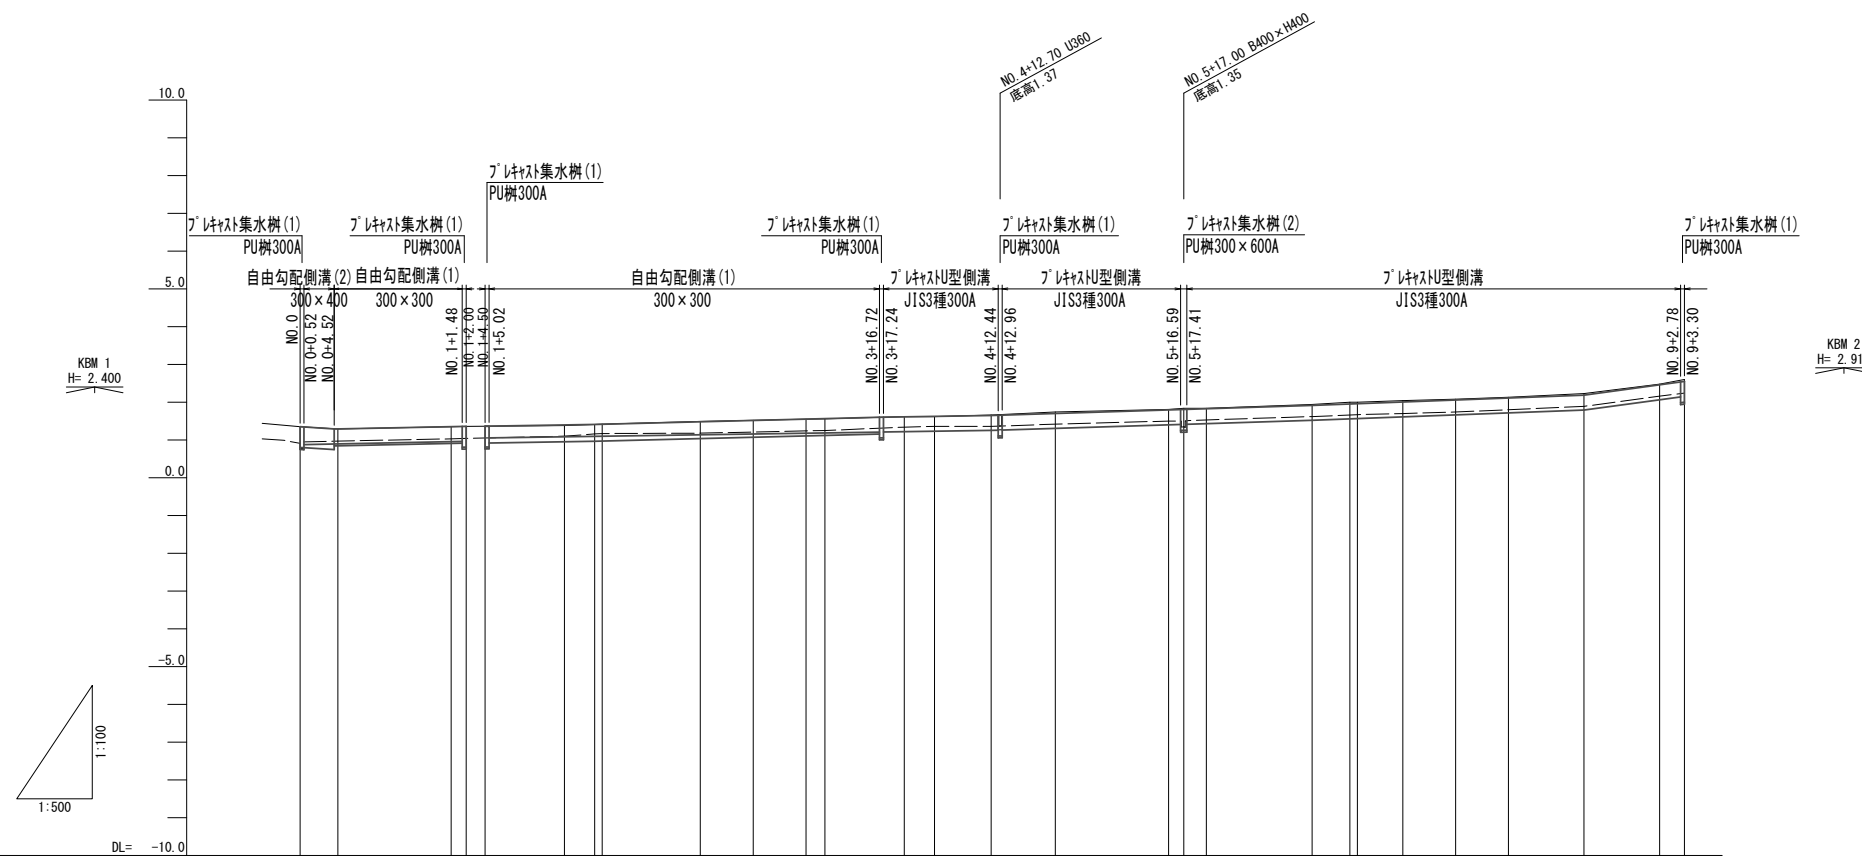 NO.4+12.70 U360
底高1.37
NO.5+17.00 B400×H400
底高1.35
10.0
ﾌﾟﾚｷｬｽﾄ集水桝(1)
PU桝300A
ﾌﾟﾚｷｬｽﾄ集水桝(1)
PU桝300A
ﾌﾟﾚｷｬｽﾄ集水桝(1)
PU桝300A
ﾌﾟﾚｷｬｽﾄ集水桝(1)
PU桝300A
ﾌﾟﾚｷｬｽﾄ集水桝(1)
PU桝300A
ﾌﾟﾚｷｬｽﾄ集水桝(2)
PU桝300×600A
ﾌﾟﾚｷｬｽﾄ集水桝(1)
PU桝300A
5.0
自由勾配側溝(2)
300×400
自由勾配側溝(1)
300×300
自由勾配側溝(1)
300×300
ﾌﾟﾚｷｬｽﾄU型側溝
JIS3種300A
ﾌﾟﾚｷｬｽﾄU型側溝
JIS3種300A
ﾌﾟﾚｷｬｽﾄU型側溝
JIS3種300A
NO.0
NO.0+0.52
NO.0+4.52
NO.1+1.48
NO.1+2.00
NO.1+4.50
NO.1+5.02
NO.3+16.72
NO.3+17.24
NO.4+12.44
NO.4+12.96
NO.5+16.59
NO.5+17.41
NO.9+2.78
NO.9+3.30
KBM 1
H= 2.400
KBM 2
H= 2.91
0.0
-5.0
1:100
1:500
DL= -10.0